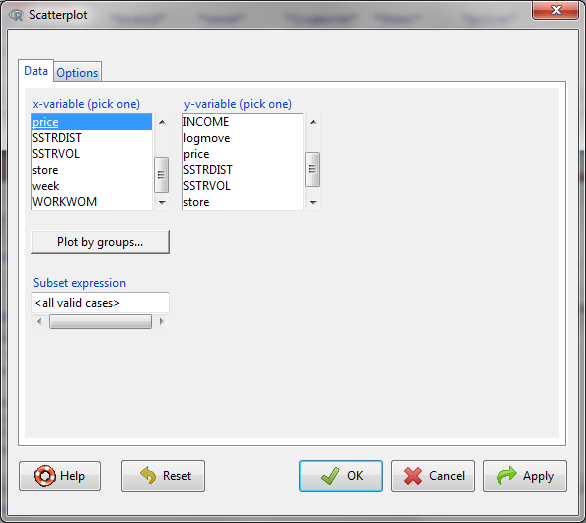 Scatterplot
Data Options
x-variable (pick one)
price
SSTRDIST
SSTRVOL
store
week
WORKWOM
y-variable (pick one)
INCOME
logmove
price
SSTRDIST
SSTRVOL
store
Plot by groups...
Subset expression
<all valid cases>
Help Reset OK Cancel Apply